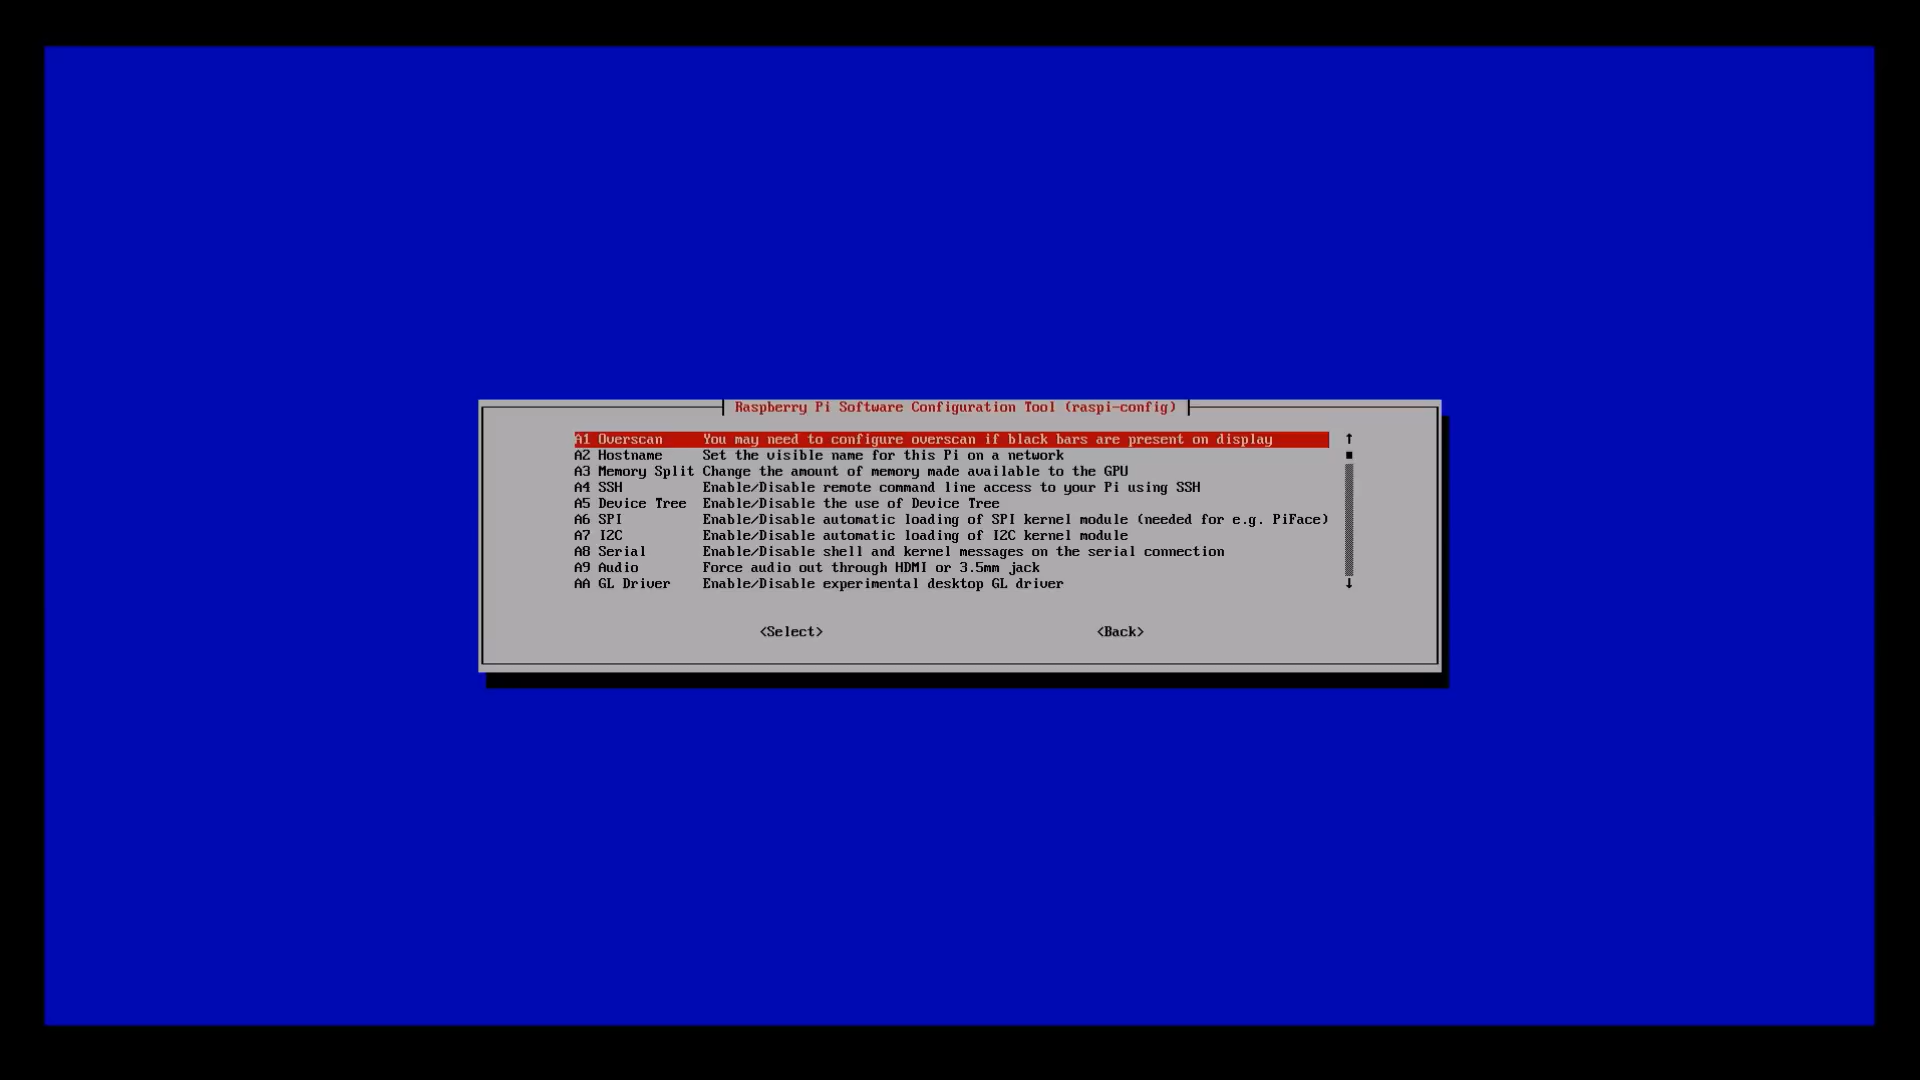 Raspberry Pi Software Configuration Tool (raspi-config)
A1 Overscan You may need to configure overscan if black bars are present on display
A2 Hostname Set the visible name for this Pi on a network
A3 Memory Split Change the amount of memory made available to the GPU
A4 SSH Enable/Disable remote command line access to your Pi using SSH
A5 Device Tree Enable/Disable the use of Device Tree
A6 SPI Enable/Disable automatic loading of SPI kernel module (needed for e.g. PiFace)
A7 I2C Enable/Disable automatic loading of I2C kernel module
A8 Serial Enable/Disable shell and kernel messages on the serial connection
A9 Audio Force audio out through HDMI or 3.5mm jack
AA GL Driver Enable/Disable experimental desktop GL driver
<Select> <Back>